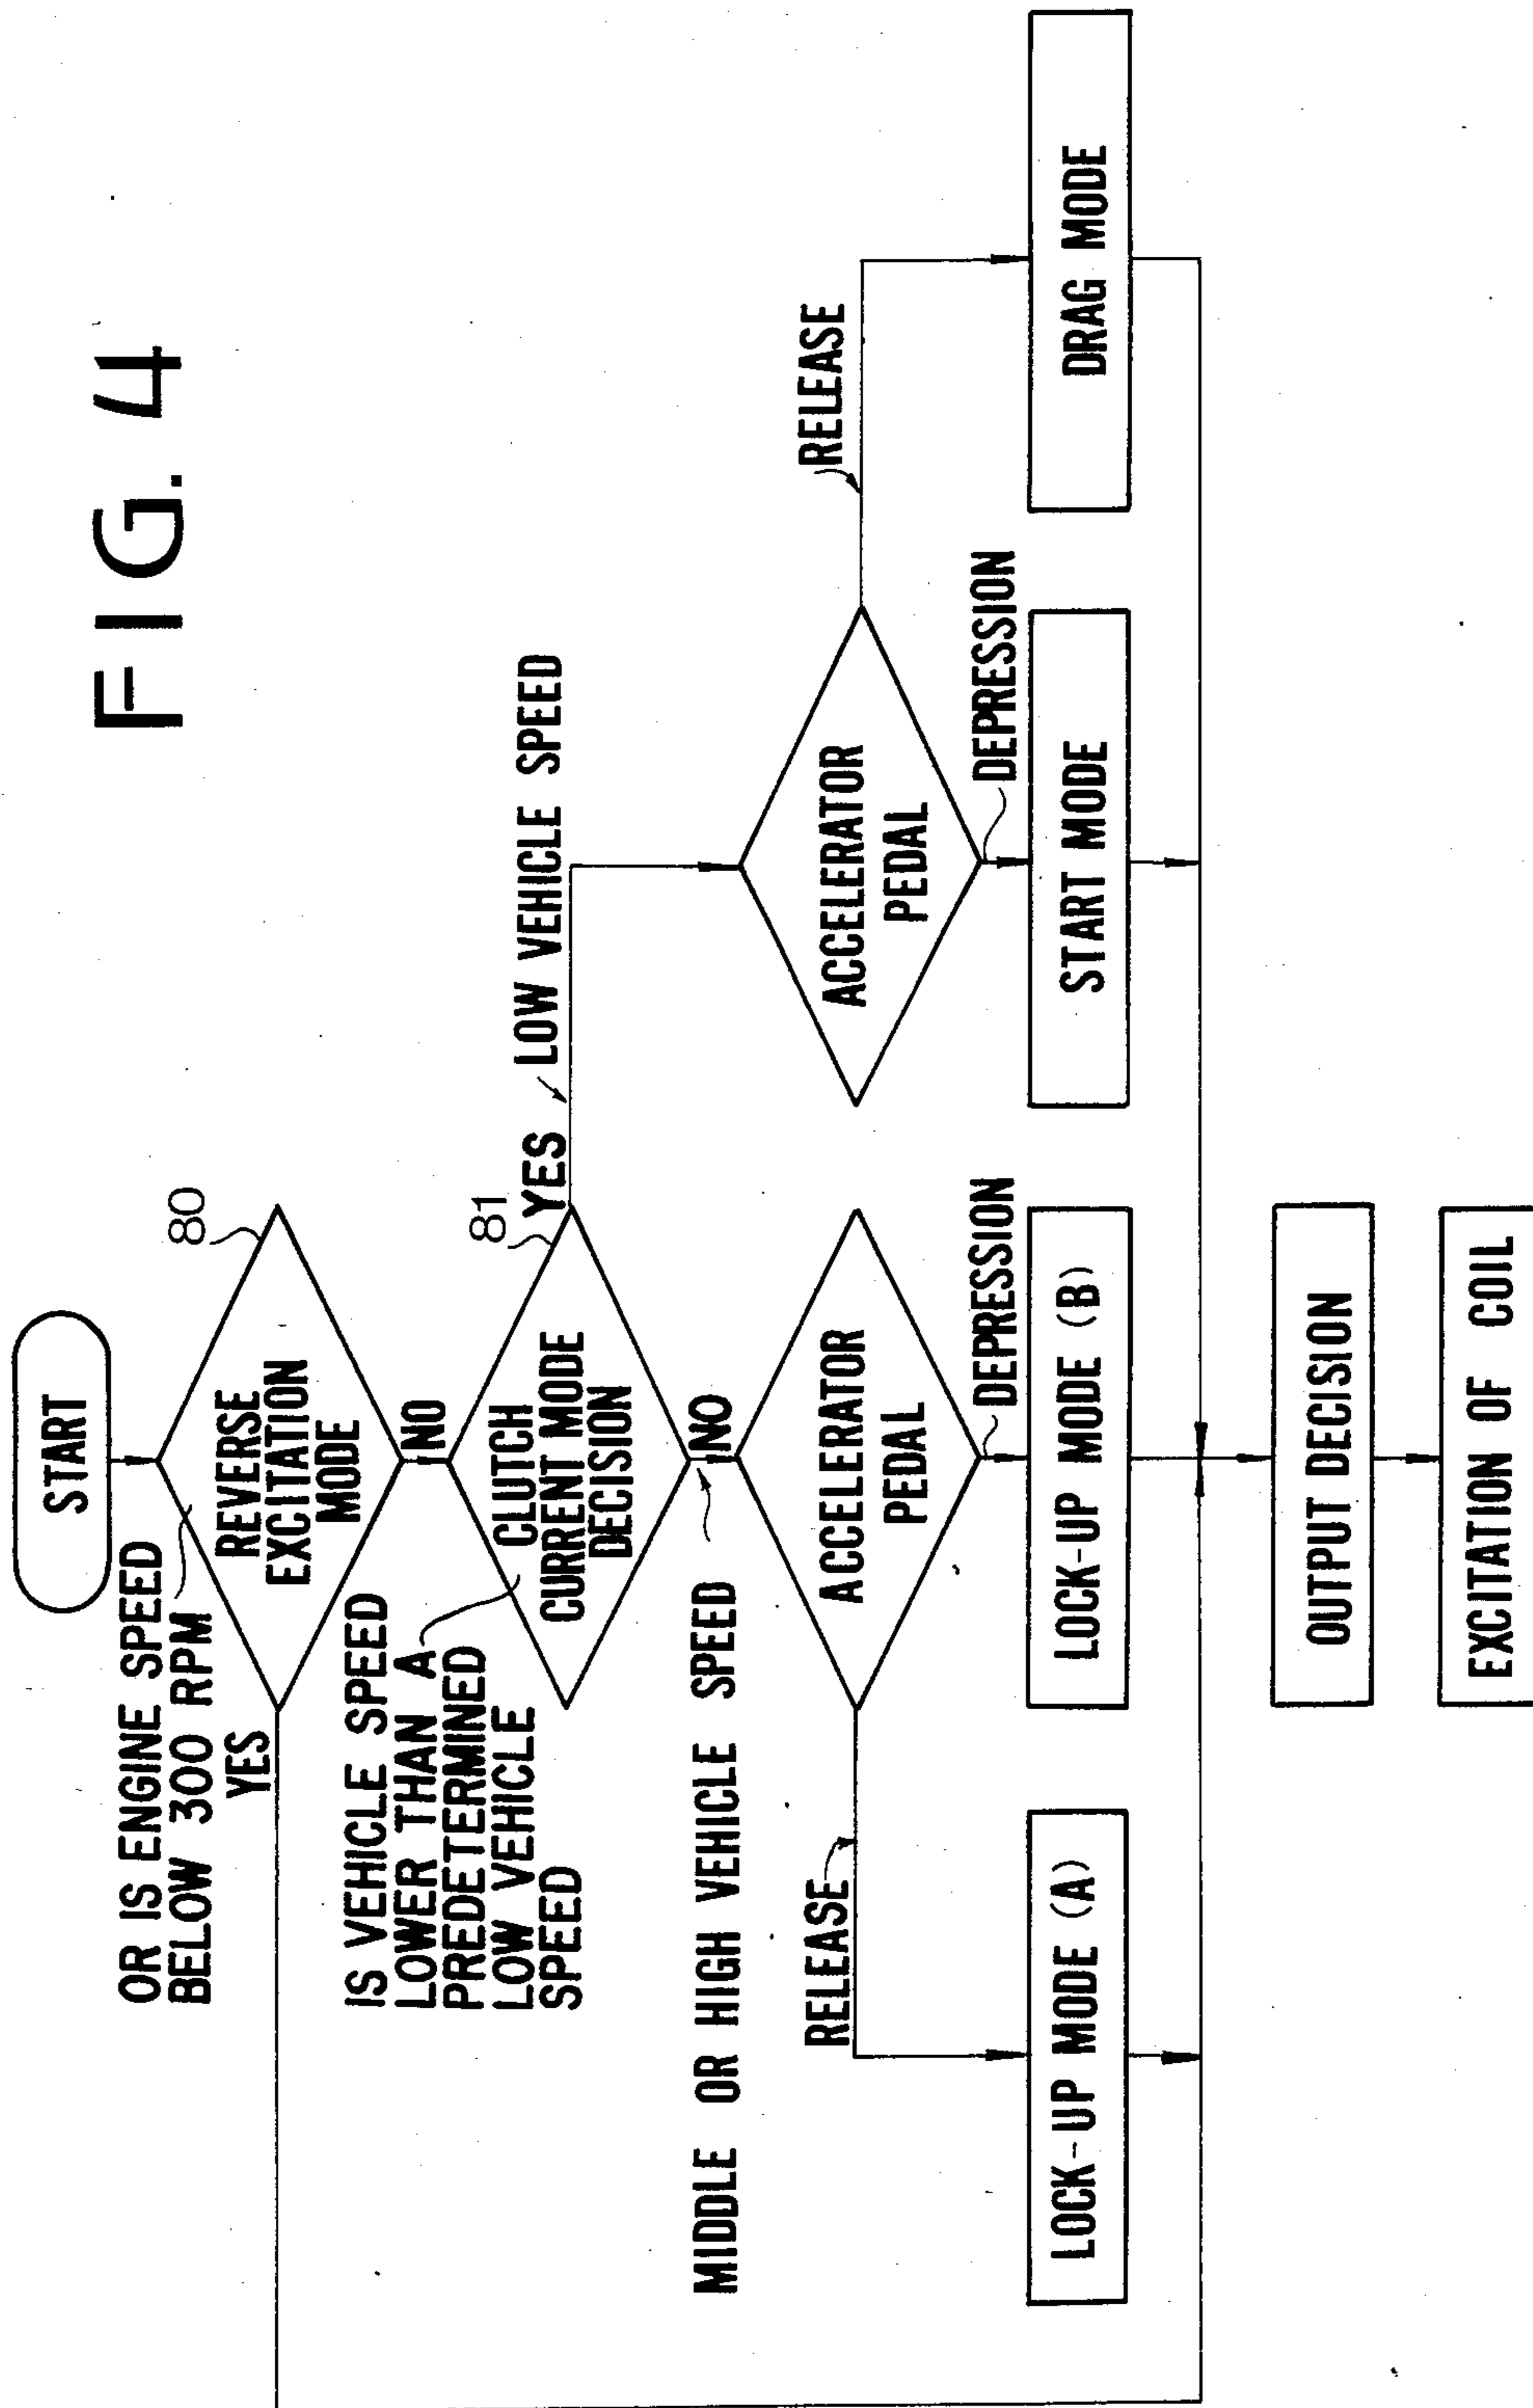 FIG. 4
START
OR IS ENGINE SPEED
BELOW 300 RPM
80
REVERSE
EXCITATION
MODE
YES
NO
IS VEHICLE SPEED
LOWER THAN A
PREDETERMINED
LOW VEHICLE
SPEED
81
CLUTCH
CURRENT MODE
DECISION
YES
LOW VEHICLE SPEED
NO
MIDDLE OR HIGH VEHICLE SPEED
ACCELERATOR
PEDAL
ACCELERATOR
PEDAL
RELEASE
RELEASE
DEPRESSION
DEPRESSION
LOCK-UP MODE (A)
LOCK-UP MODE (B)
START MODE
DRAG MODE
OUTPUT DECISION
EXCITATION OF COIL